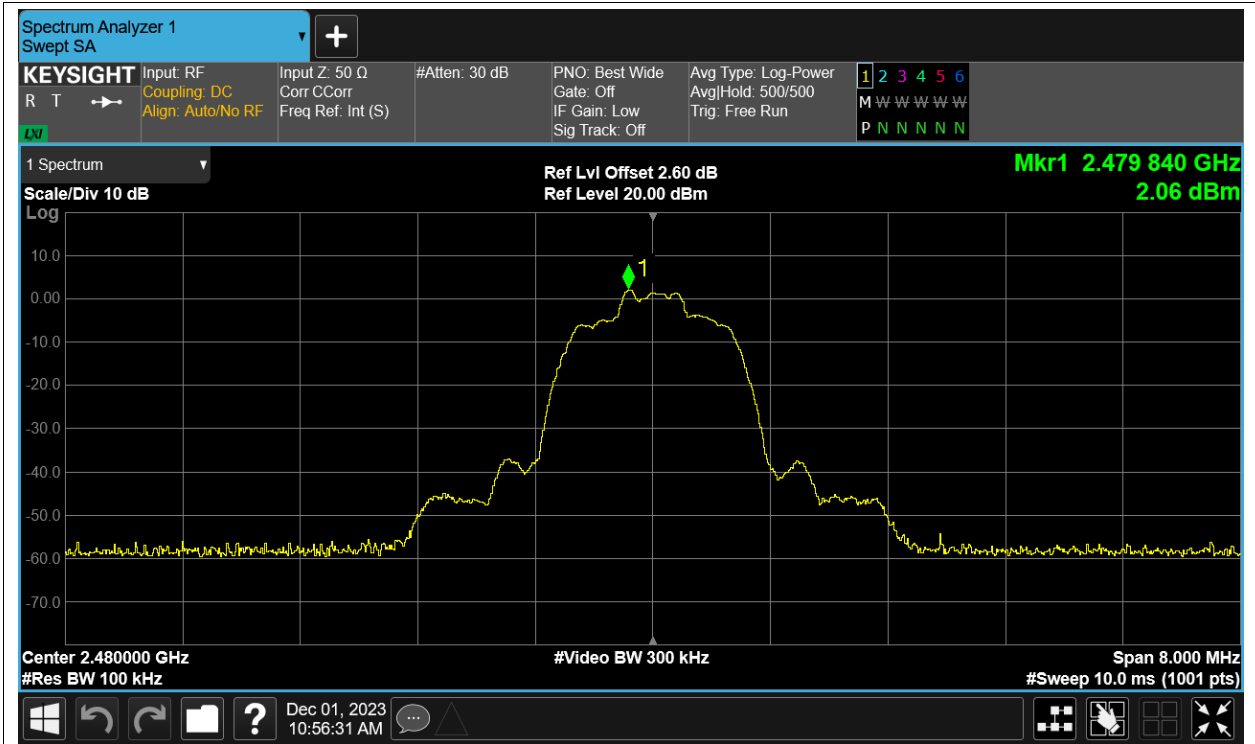 Spectrum Analyzer 1
Swept SA
+
KEYSIGHT
R T
LXI
Input: RF
Coupling: DC
Align: Auto/No RF
Input Z: 50 Ω
Corr CCorr
Freq Ref: Int (S)
#Atten: 30 dB
PNO: Best Wide
Gate: Off
IF Gain: Low
Sig Track: Off
Avg Type: Log-Power
Avg|Hold: 500/500
Trig: Free Run
1 2 3 4 5 6
M W W W W W
P N N N N N
1 Spectrum
Scale/Div 10 dB
Log
Ref Lvl Offset 2.60 dB
Ref Level 20.00 dBm
Mkr1 2.479 840 GHz
2.06 dBm
1
10.0
0.00
-10.0
-20.0
-30.0
-40.0
-50.0
-60.0
-70.0
Center 2.480000 GHz
#Res BW 100 kHz
#Video BW 300 kHz
Span 8.000 MHz
#Sweep 10.0 ms (1001 pts)
?
Dec 01, 2023
10:56:31 AM